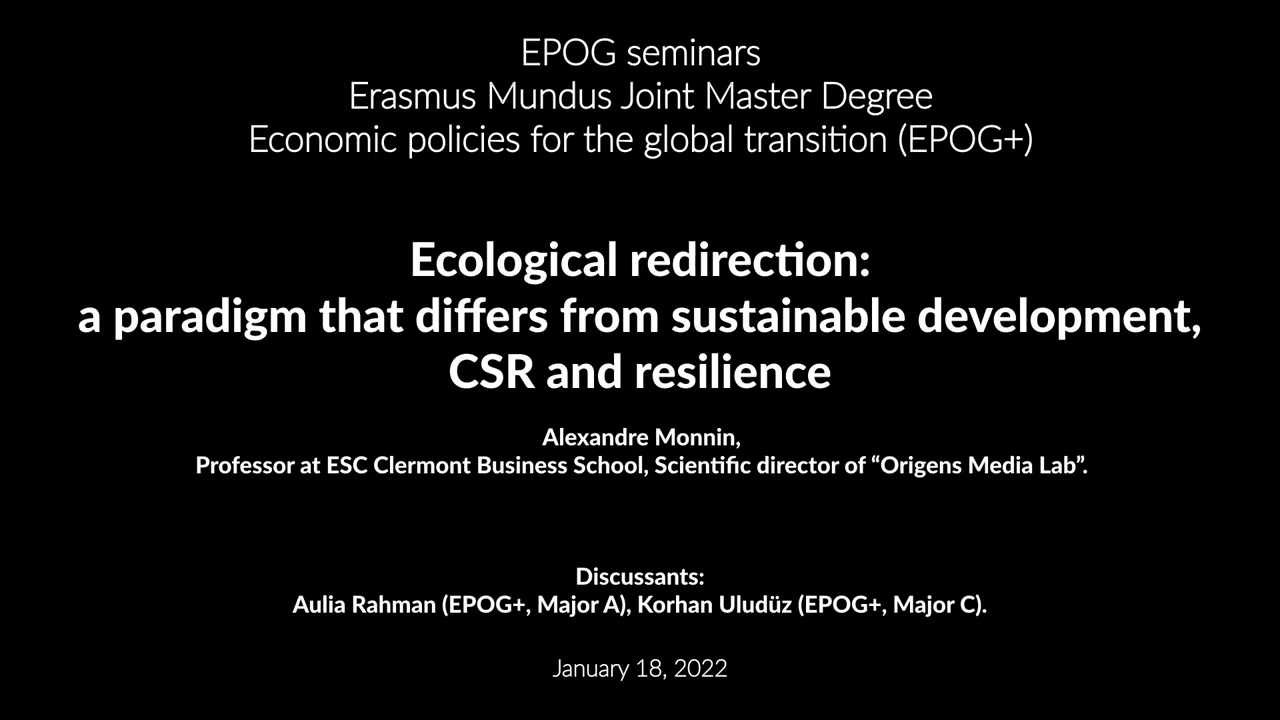 EPOG seminars
Erasmus Mundus Joint Master Degree
Economic policies for the global transition (EPOG+)
Ecological redirection:
a paradigm that differs from sustainable development,
CSR and resilience
Alexandre Monnin,
Professor at ESC Clermont Business School, Scientific director of “Origens Media Lab”.
Discussants:
Aulia Rahman (EPOG+, Major A), Korhan Uludüz (EPOG+, Major C).
January 18, 2022